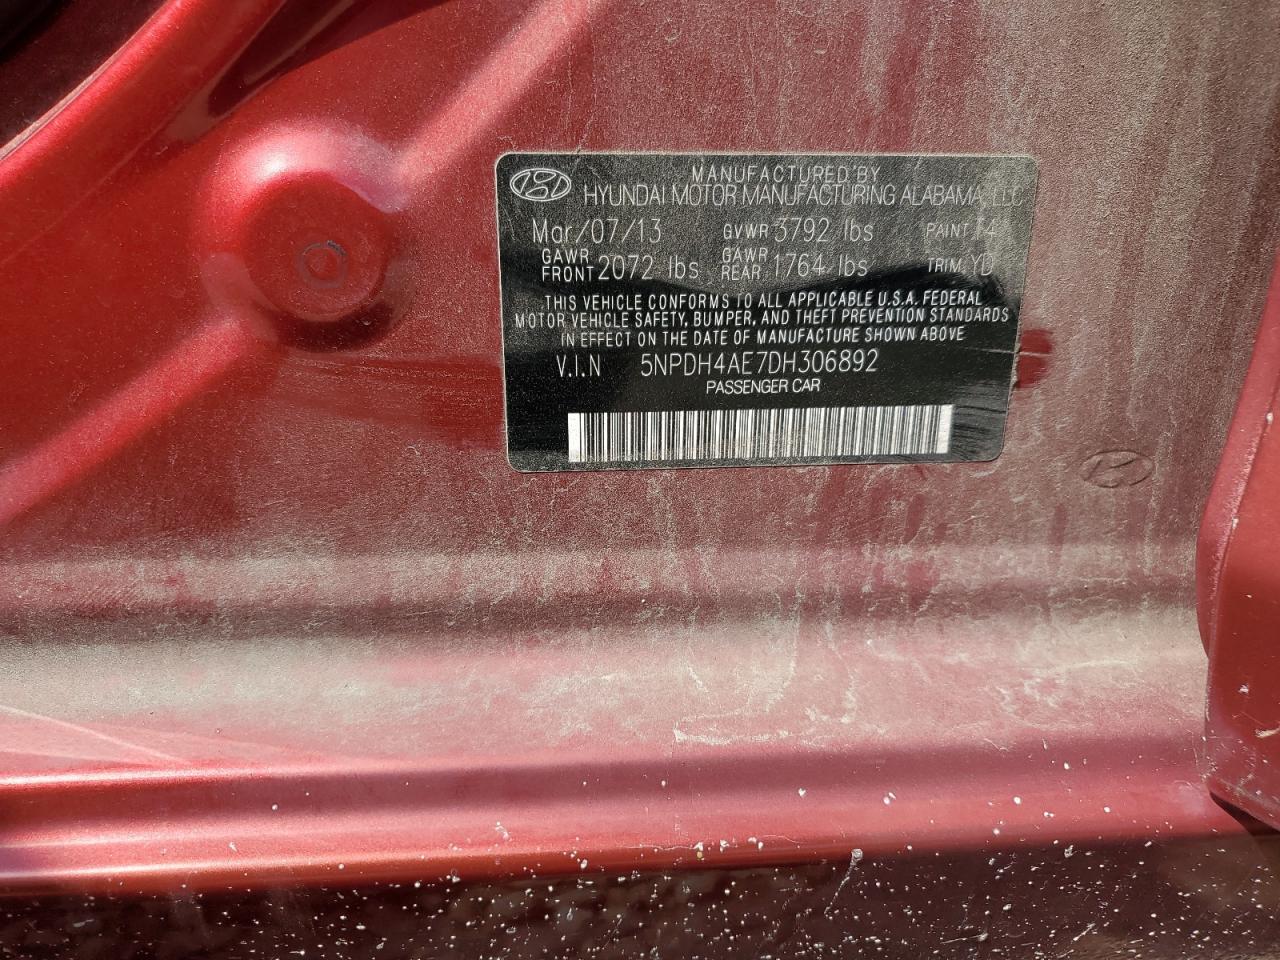 MANUFACTURED BY
HYUNDAI MOTOR MANUFACTURING ALABAMA, LLC
Mar/07/13 GVWR 3792 lbs PAINT
GAWR FRONT 2072 lbs GAWR REAR 1764 lbs TRIM YD
THIS VEHICLE CONFORMS TO ALL APPLICABLE U.S.A. FEDERAL
MOTOR VEHICLE SAFETY, BUMPER, AND THEFT PREVENTION STANDARDS
IN EFFECT ON THE DATE OF MANUFACTURE SHOWN ABOVE
V.I.N 5NPDH4AE7DH306892
PASSENGER CAR